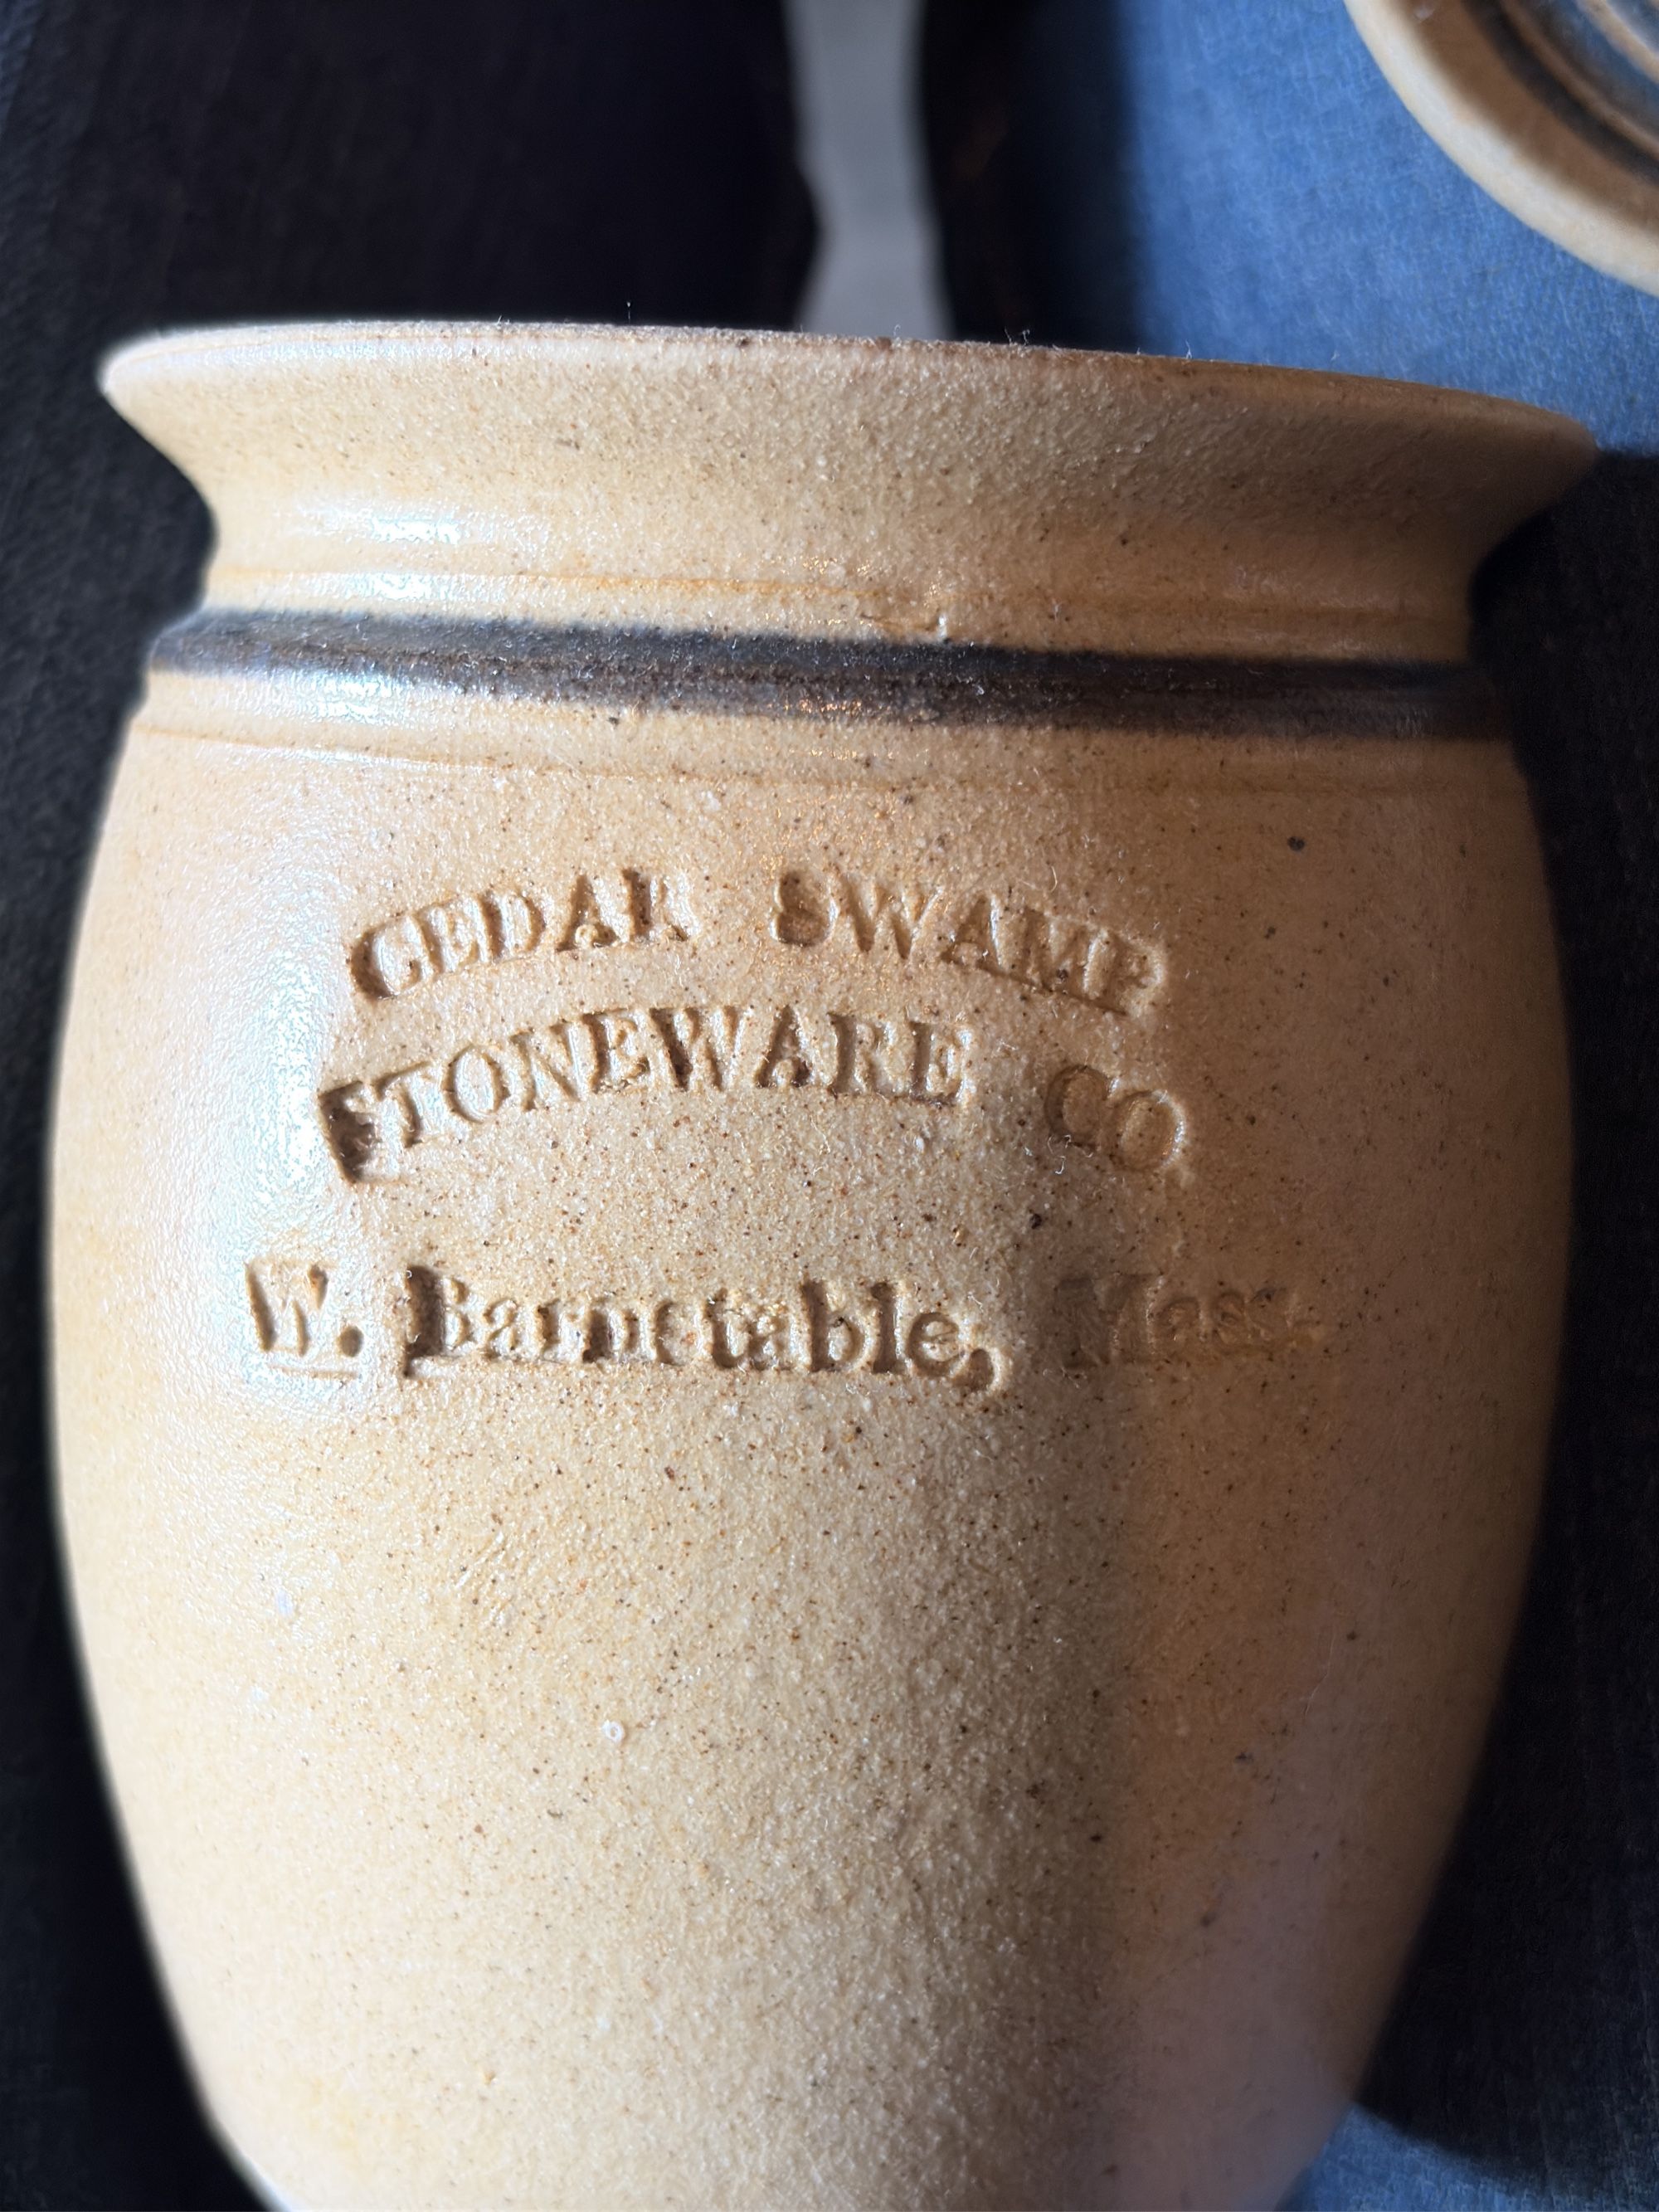 CEDAR SWAMP
STONEWARE CO.
W. Barnstable, Mass.